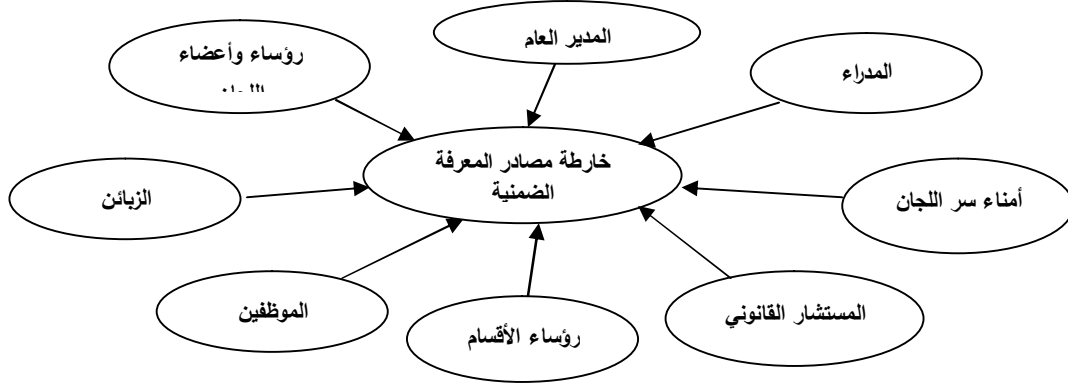 المدير العام
رؤساء وأعضاء
المدراء
خارطة مصادر المعرفة
الضمنية
الزبائن
أمناء سر اللجان
الموظفين
رؤساء الأقسام
المستشار القانوني